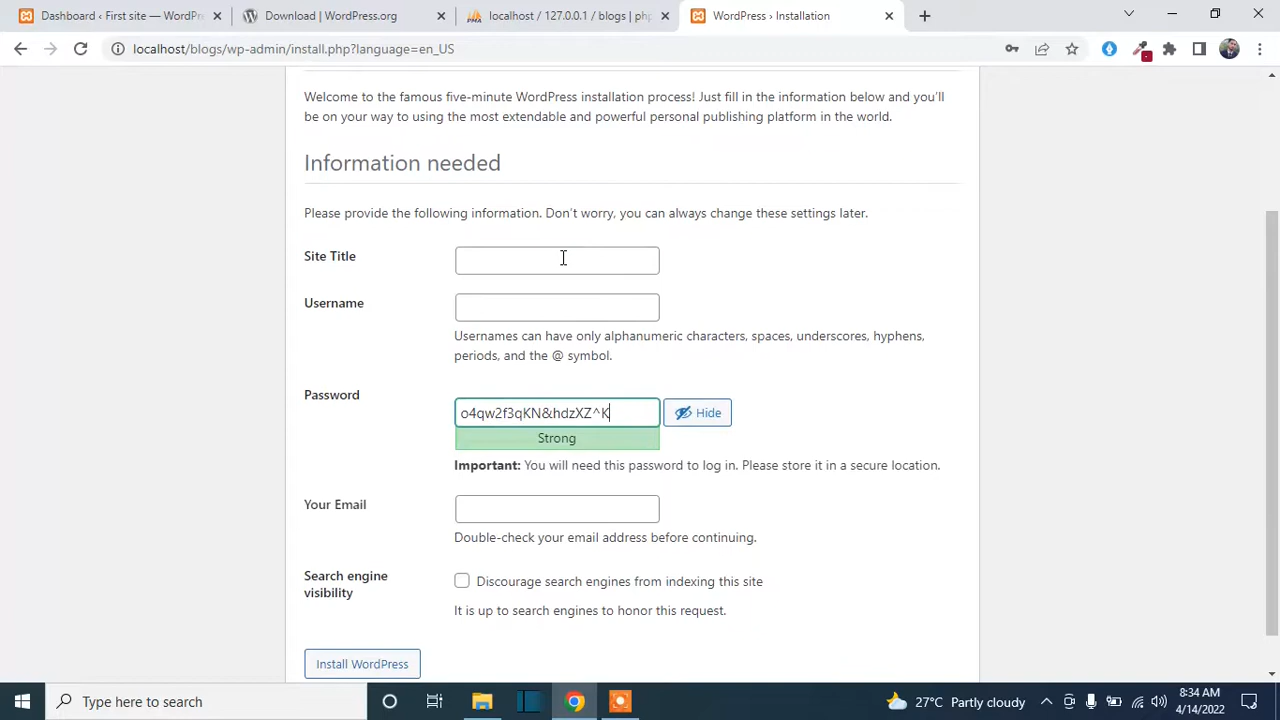 Dashboard ‹ First site — WordPr
Download | WordPress.org
localhost / 127.0.0.1 / blogs | php
WordPress › Installation
localhost/blogs/wp-admin/install.php?language=en_US
Welcome to the famous five-minute WordPress installation process! Just fill in the information below and you’ll
be on your way to using the most extendable and powerful personal publishing platform in the world.
Information needed
Please provide the following information. Don’t worry, you can always change these settings later.
Site Title
Username
Usernames can have only alphanumeric characters, spaces, underscores, hyphens,
periods, and the @ symbol.
Password
o4qw2f3qKN&hdzXZ^K
Hide
Strong
Important: You will need this password to log in. Please store it in a secure location.
Your Email
Double-check your email address before continuing.
Search engine
visibility
Discourage search engines from indexing this site
It is up to search engines to honor this request.
Install WordPress
Type here to search
27°C Partly cloudy
8:34 AM
4/14/2022